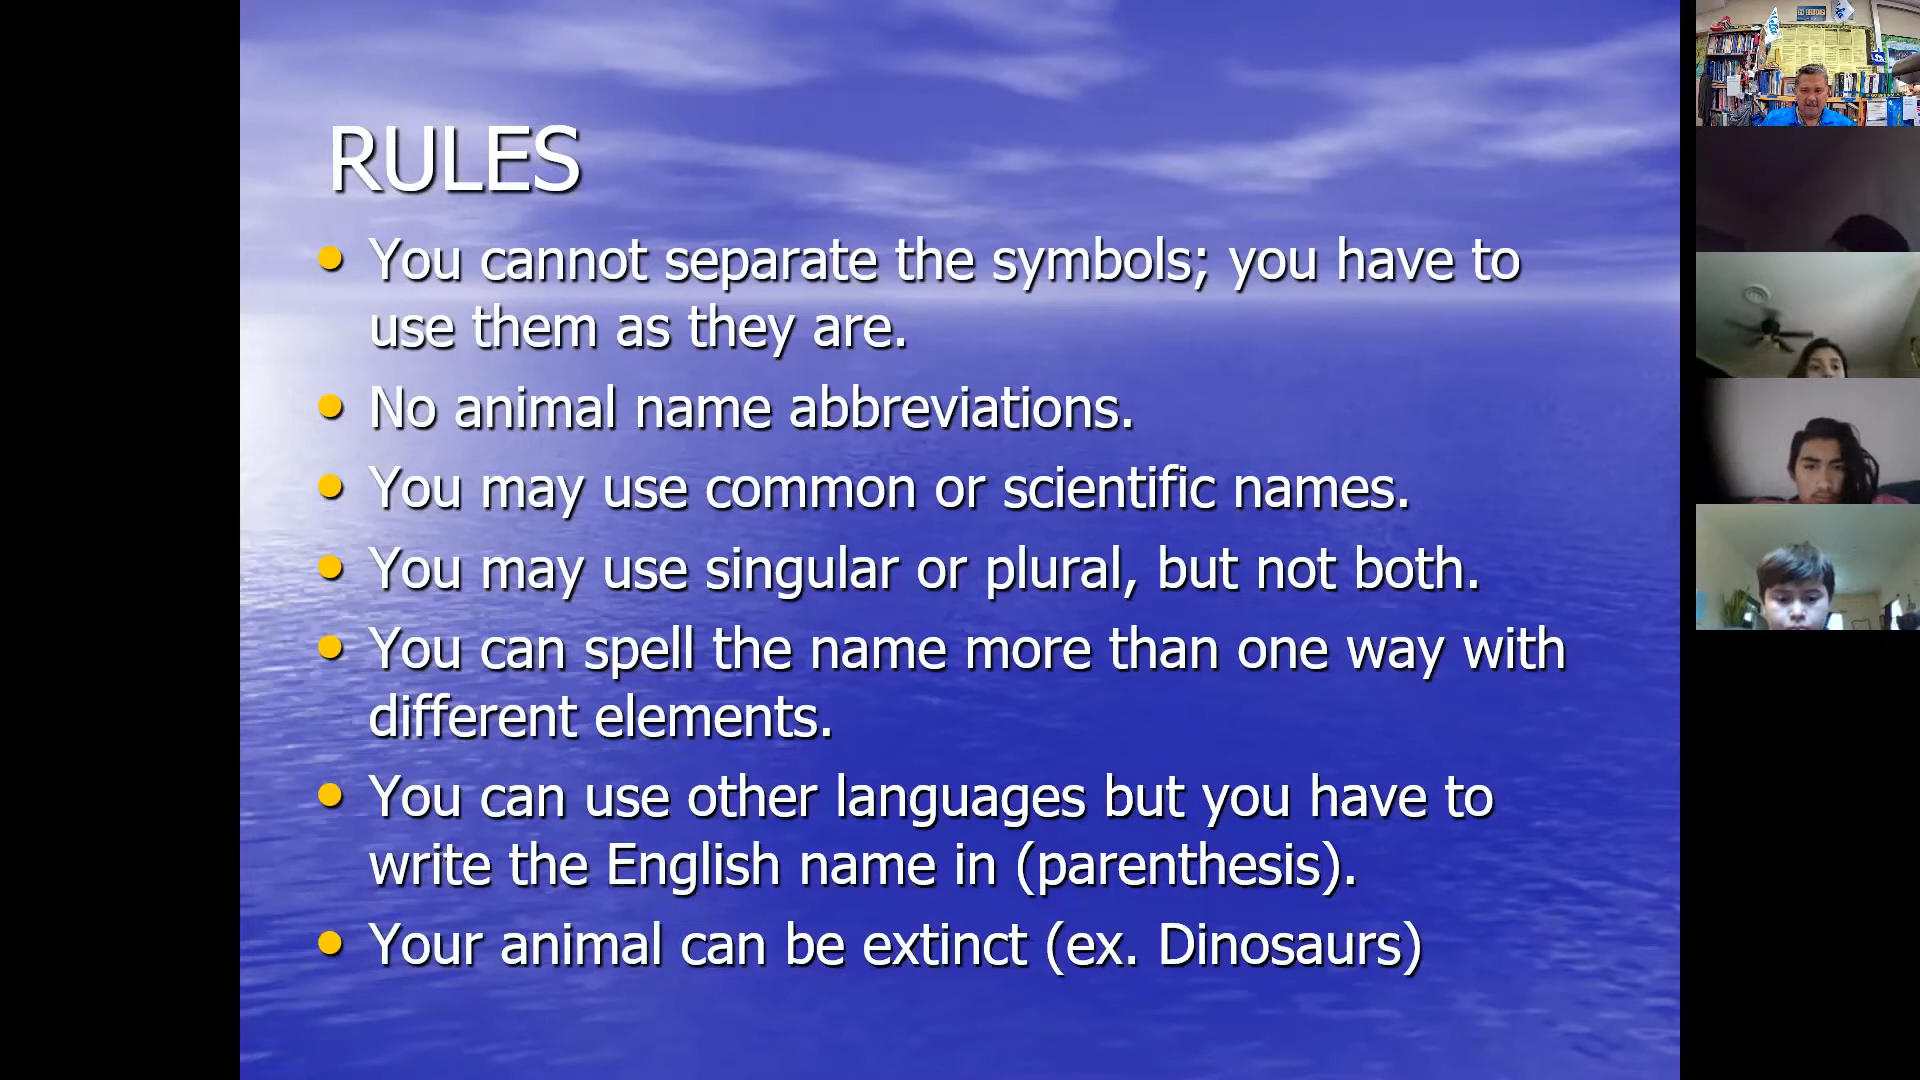 RULES
• You cannot separate the symbols; you have to
use them as they are.
• No animal name abbreviations.
• You may use common or scientific names.
• You may use singular or plural, but not both.
• You can spell the name more than one way with
different elements.
• You can use other languages but you have to
write the English name in (parenthesis).
• Your animal can be extinct (ex. Dinosaurs)